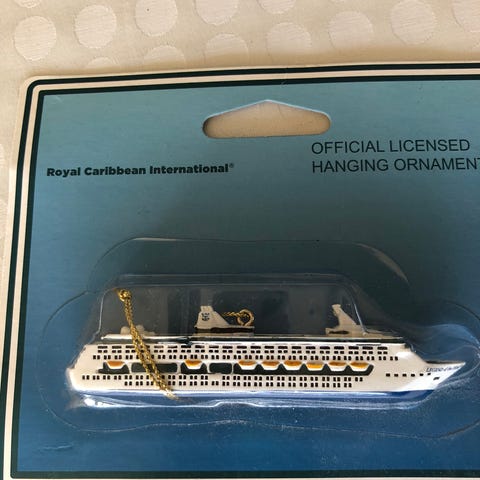 OFFICIAL LICENSED
HANGING ORNAMENT
Royal Caribbean International®